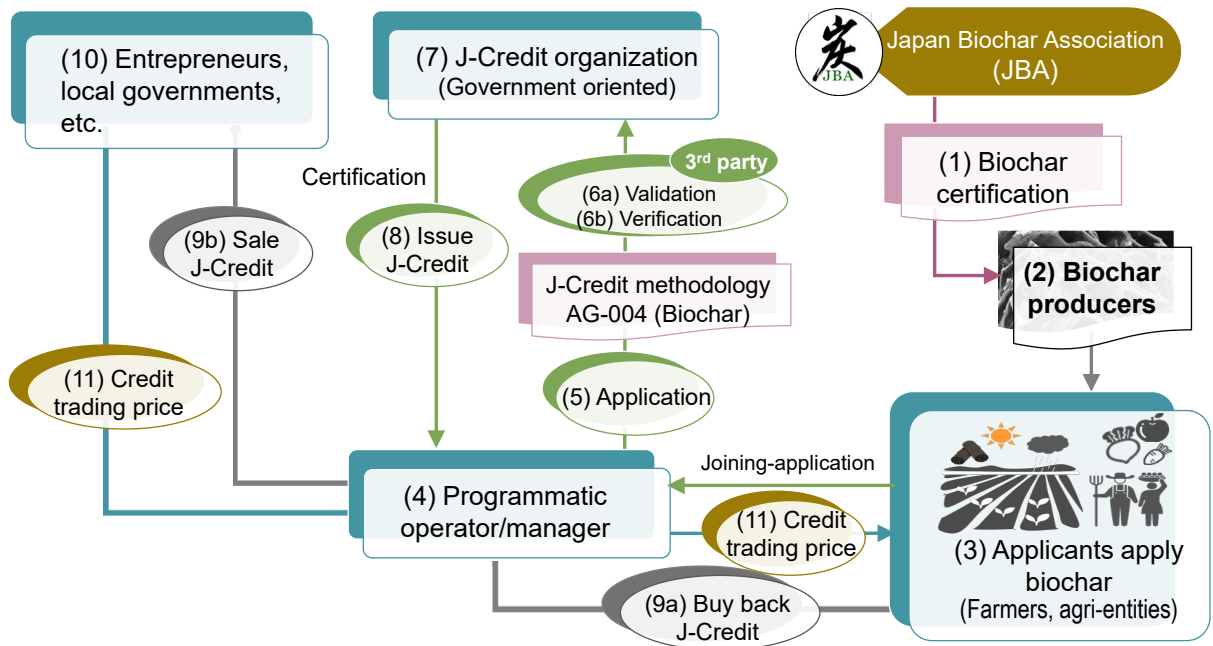 (10) Entrepreneurs,
local governments,
etc.
(7) J-Credit organization
(Government oriented)
炭
JBA
Japan Biochar Association
(JBA)
(1) Biochar
certification
3rd party
(6a) Validation
(6b) Verification
Certification
(9b) Sale
J-Credit
(8) Issue
J-Credit
J-Credit methodology
AG-004 (Biochar)
(2) Biochar
producers
(11) Credit
trading price
(5) Application
Joining-application
(4) Programmatic
operator/manager
(11) Credit
trading price
(3) Applicants apply
biochar
(Farmers, agri-entities)
(9a) Buy back
J-Credit